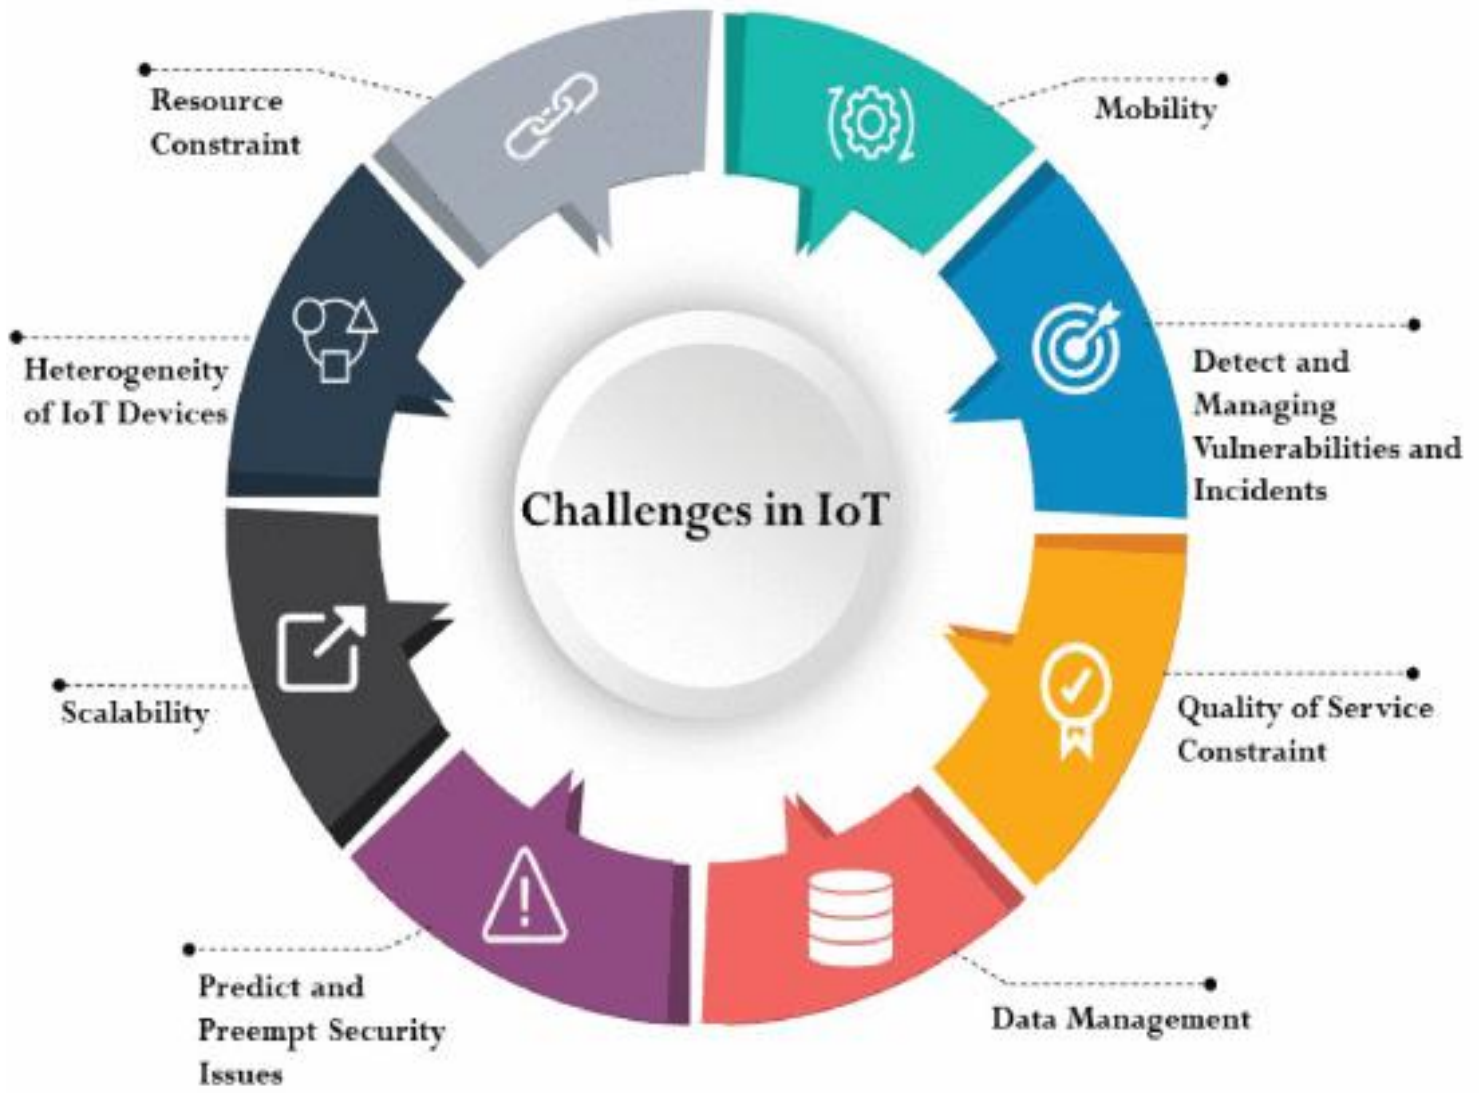 Resource
Constraint
Mobility
Heterogeneity
of IoT Devices
Detect and
Managing
Vulnerabilities and
Incidents
Challenges in IoT
Scalability
Quality of Service
Constraint
Predict and
Preempt Security
Issues
Data Management